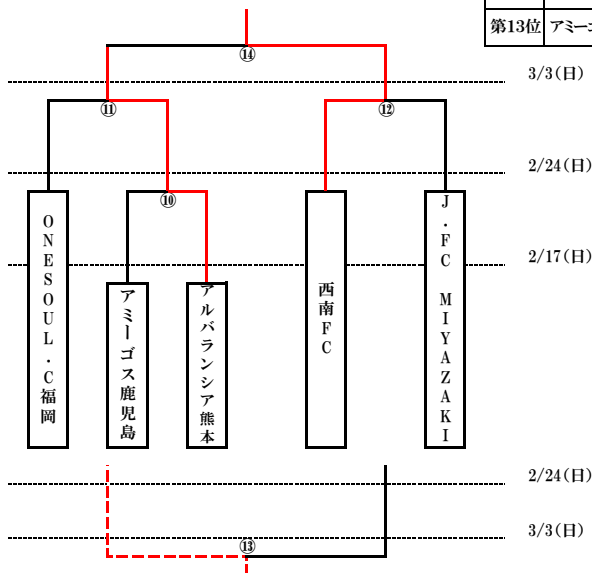 第13位 アミーゴ
⑭
3/3(日)
⑪
⑫
2/24(日)
⑩
2/17(日)
ONESOUL.C福岡
アミーゴス鹿児島
アルバランシア熊本
西南FC
J.FC MIYAZAKI
2/24(日)
3/3(日)
⑬